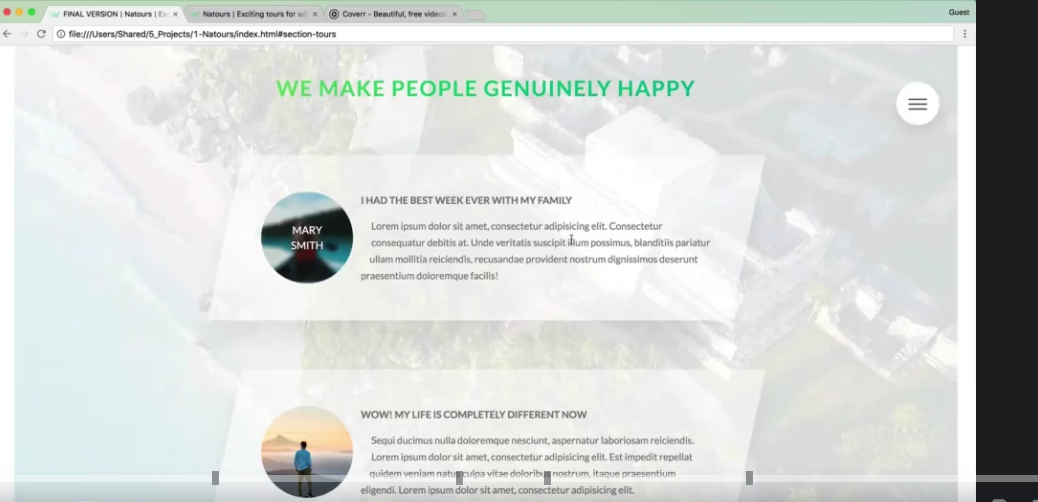 FINAL VERSION | Natours | Exc
Natours | Exciting tours for ad
Coverr - Beautiful, free videos
Guest
file:///Users/Shared/5_Projects/1-Natours/index.html#section-tours
WE MAKE PEOPLE GENUINELY HAPPY
MARY
SMITH
I HAD THE BEST WEEK EVER WITH MY FAMILY
Lorem ipsum dolor sit amet, consectetur adipisicing elit. Consectetur
consequatur debitis at. Unde veritatis suscipit illum possimus, blanditiis pariatur
ullam mollitia reiciendis, recusandae provident nostrum dignissimos deserunt
praesentium doloremque facilis!
WOW! MY LIFE IS COMPLETELY DIFFERENT NOW
Sequi ducimus nulla doloremque nesciunt, aspernatur laboriosam reiciendis.
Lorem ipsum dolor sit amet, consectetur adipisicing elit. Est impedit repellat
quidem veniam natus culpa vitae doloribus nostrum, itaque praesentium
eligendi. Lorem ipsum dolor sit amet, consectetur adipisicing elit.